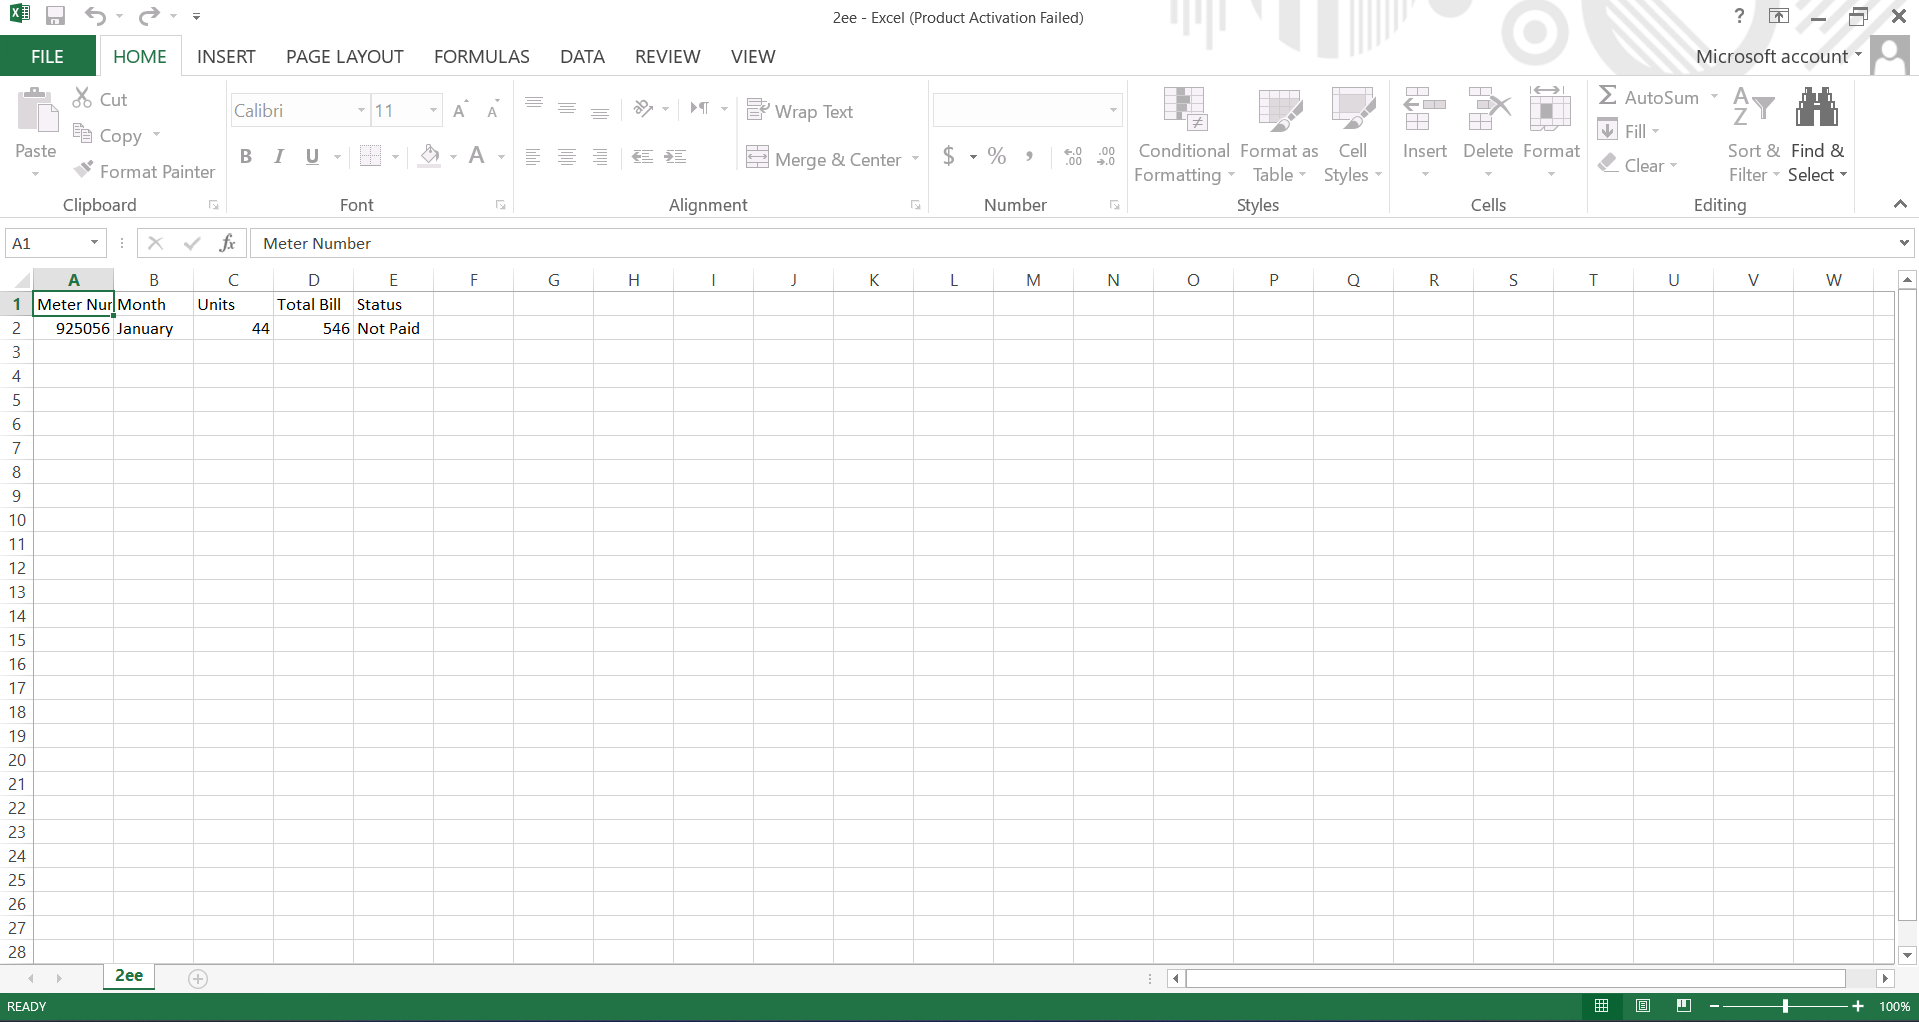 2ee - Excel (Product Activation Failed)
FILE HOME INSERT PAGE LAYOUT FORMULAS DATA REVIEW VIEW Microsoft account
Paste Cut Copy Format Painter
Clipboard
Calibri 11
B I U A
Font
Wrap Text
Merge & Center
Alignment
$ % ,
Number
Conditional Formatting
Format as Table
Cell Styles
Styles
Insert Delete Format
Cells
Σ AutoSum
Fill
Clear
Sort & Filter
Find & Select
Editing
A1 fx Meter Number
A B C D E F G H I J K L M N O P Q R S T U V W
1 Meter Nur Month Units Total Bill Status
2 925056 January 44 546 Not Paid
3
4
5
6
7
8
9
10
11
12
13
14
15
16
17
18
19
20
21
22
23
24
25
26
27
28
2ee
READY 100%